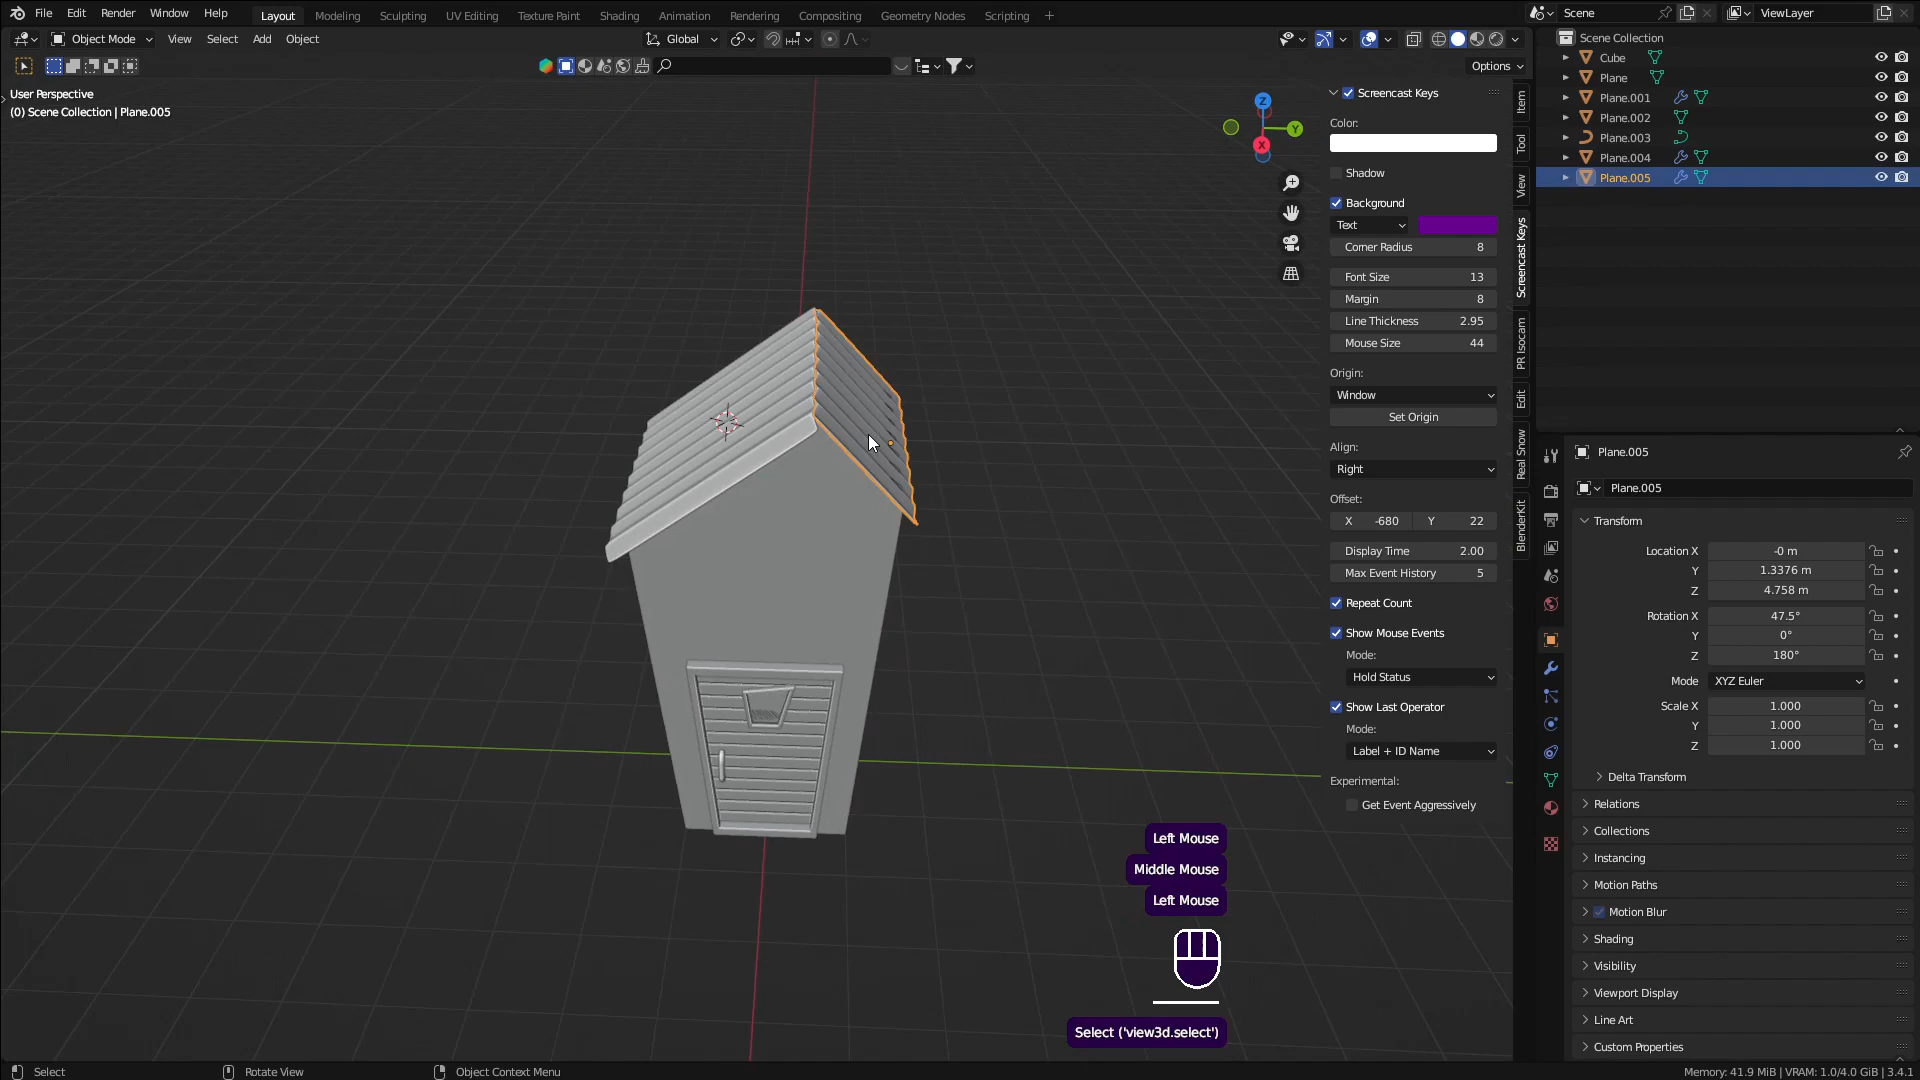 File Edit Render Window Help Layout Modeling Sculpting UV Editing Texture Paint Shading Animation Rendering Compositing Geometry Nodes Scripting + Scene ViewLayer
Object Mode View Select Add Object Global
Options
User Perspective
(0) Scene Collection | Plane.005
Z
Y
X
Screencast Keys
Color:
Shadow
Background
Text
Corner Radius 8
Font Size 13
Margin 8
Line Thickness 2.95
Mouse Size 44
Origin:
Window
Set Origin
Align:
Right
Offset:
X -680 Y 22
Display Time 2.00
Max Event History 5
Repeat Count
Show Mouse Events
Mode:
Hold Status
Show Last Operator
Mode:
Label + ID Name
Experimental:
Get Event Aggressively
Item
Tool
View
Screencast Keys
PR Isocam
Edit
Real Snow
BlenderKit
Scene Collection
Cube
Plane
Plane.001
Plane.002
Plane.003
Plane.004
Plane.005
Plane.005
Plane.005
Transform
Location X -0 m
Y 1.3376 m
Z 4.758 m
Rotation X 47.5°
Y 0°
Z 180°
Mode XYZ Euler
Scale X 1.000
Y 1.000
Z 1.000
Delta Transform
Relations
Collections
Instancing
Motion Paths
Motion Blur
Shading
Visibility
Viewport Display
Line Art
Custom Properties
Left Mouse
Middle Mouse
Left Mouse
Select ('view3d.select')
Select Rotate View Object Context Menu Memory: 41.9 MiB | VRAM: 1.0/4.0 GiB | 3.4.1